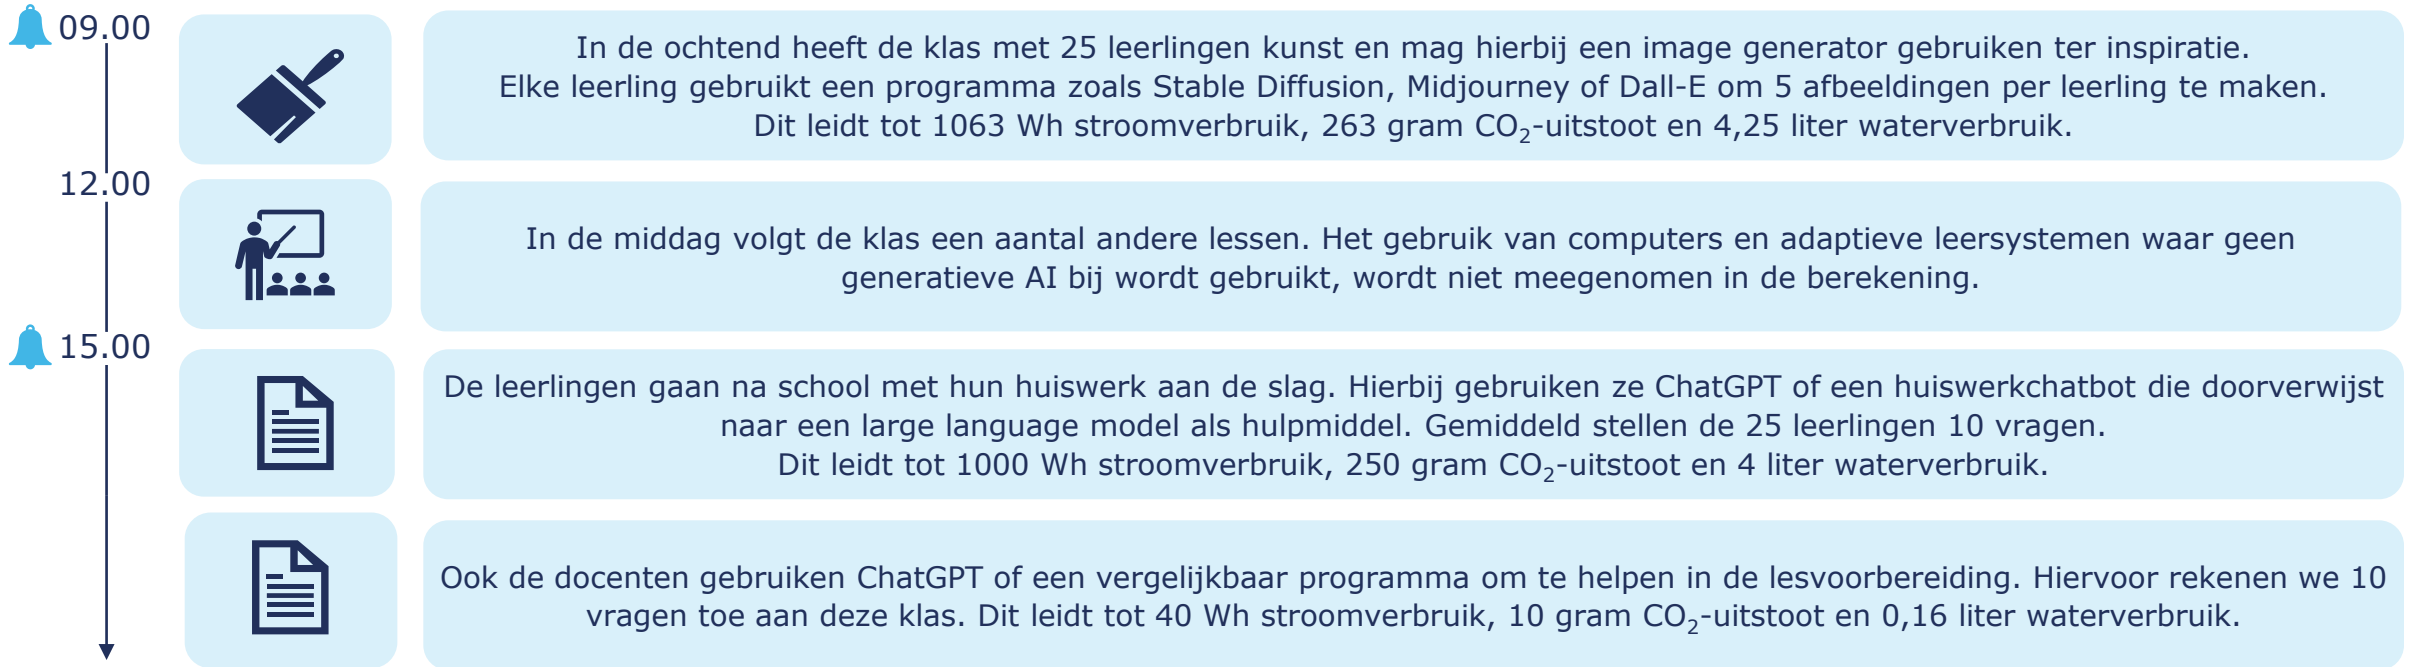 09.00
In de ochtend heeft de klas met 25 leerlingen kunst en mag hierbij een image generator gebruiken ter inspiratie.
Elke leerling gebruikt een programma zoals Stable Diffusion, Midjourney of Dall-E om 5 afbeeldingen per leerling te maken.
Dit leidt tot 1063 Wh stroomverbruik, 263 gram CO₂-uitstoot en 4,25 liter waterverbruik.
12.00
In de middag volgt de klas een aantal andere lessen. Het gebruik van computers en adaptieve leersystemen waar geen
generatieve AI bij wordt gebruikt, wordt niet meegenomen in de berekening.
15.00
De leerlingen gaan na school met hun huiswerk aan de slag. Hierbij gebruiken ze ChatGPT of een huiswerkchatbot die doorverwijst
naar een large language model als hulpmiddel. Gemiddeld stellen de 25 leerlingen 10 vragen.
Dit leidt tot 1000 Wh stroomverbruik, 250 gram CO₂-uitstoot en 4 liter waterverbruik.
Ook de docenten gebruiken ChatGPT of een vergelijkbaar programma om te helpen in de lesvoorbereiding. Hiervoor rekenen we 10
vragen toe aan deze klas. Dit leidt tot 40 Wh stroomverbruik, 10 gram CO₂-uitstoot en 0,16 liter waterverbruik.